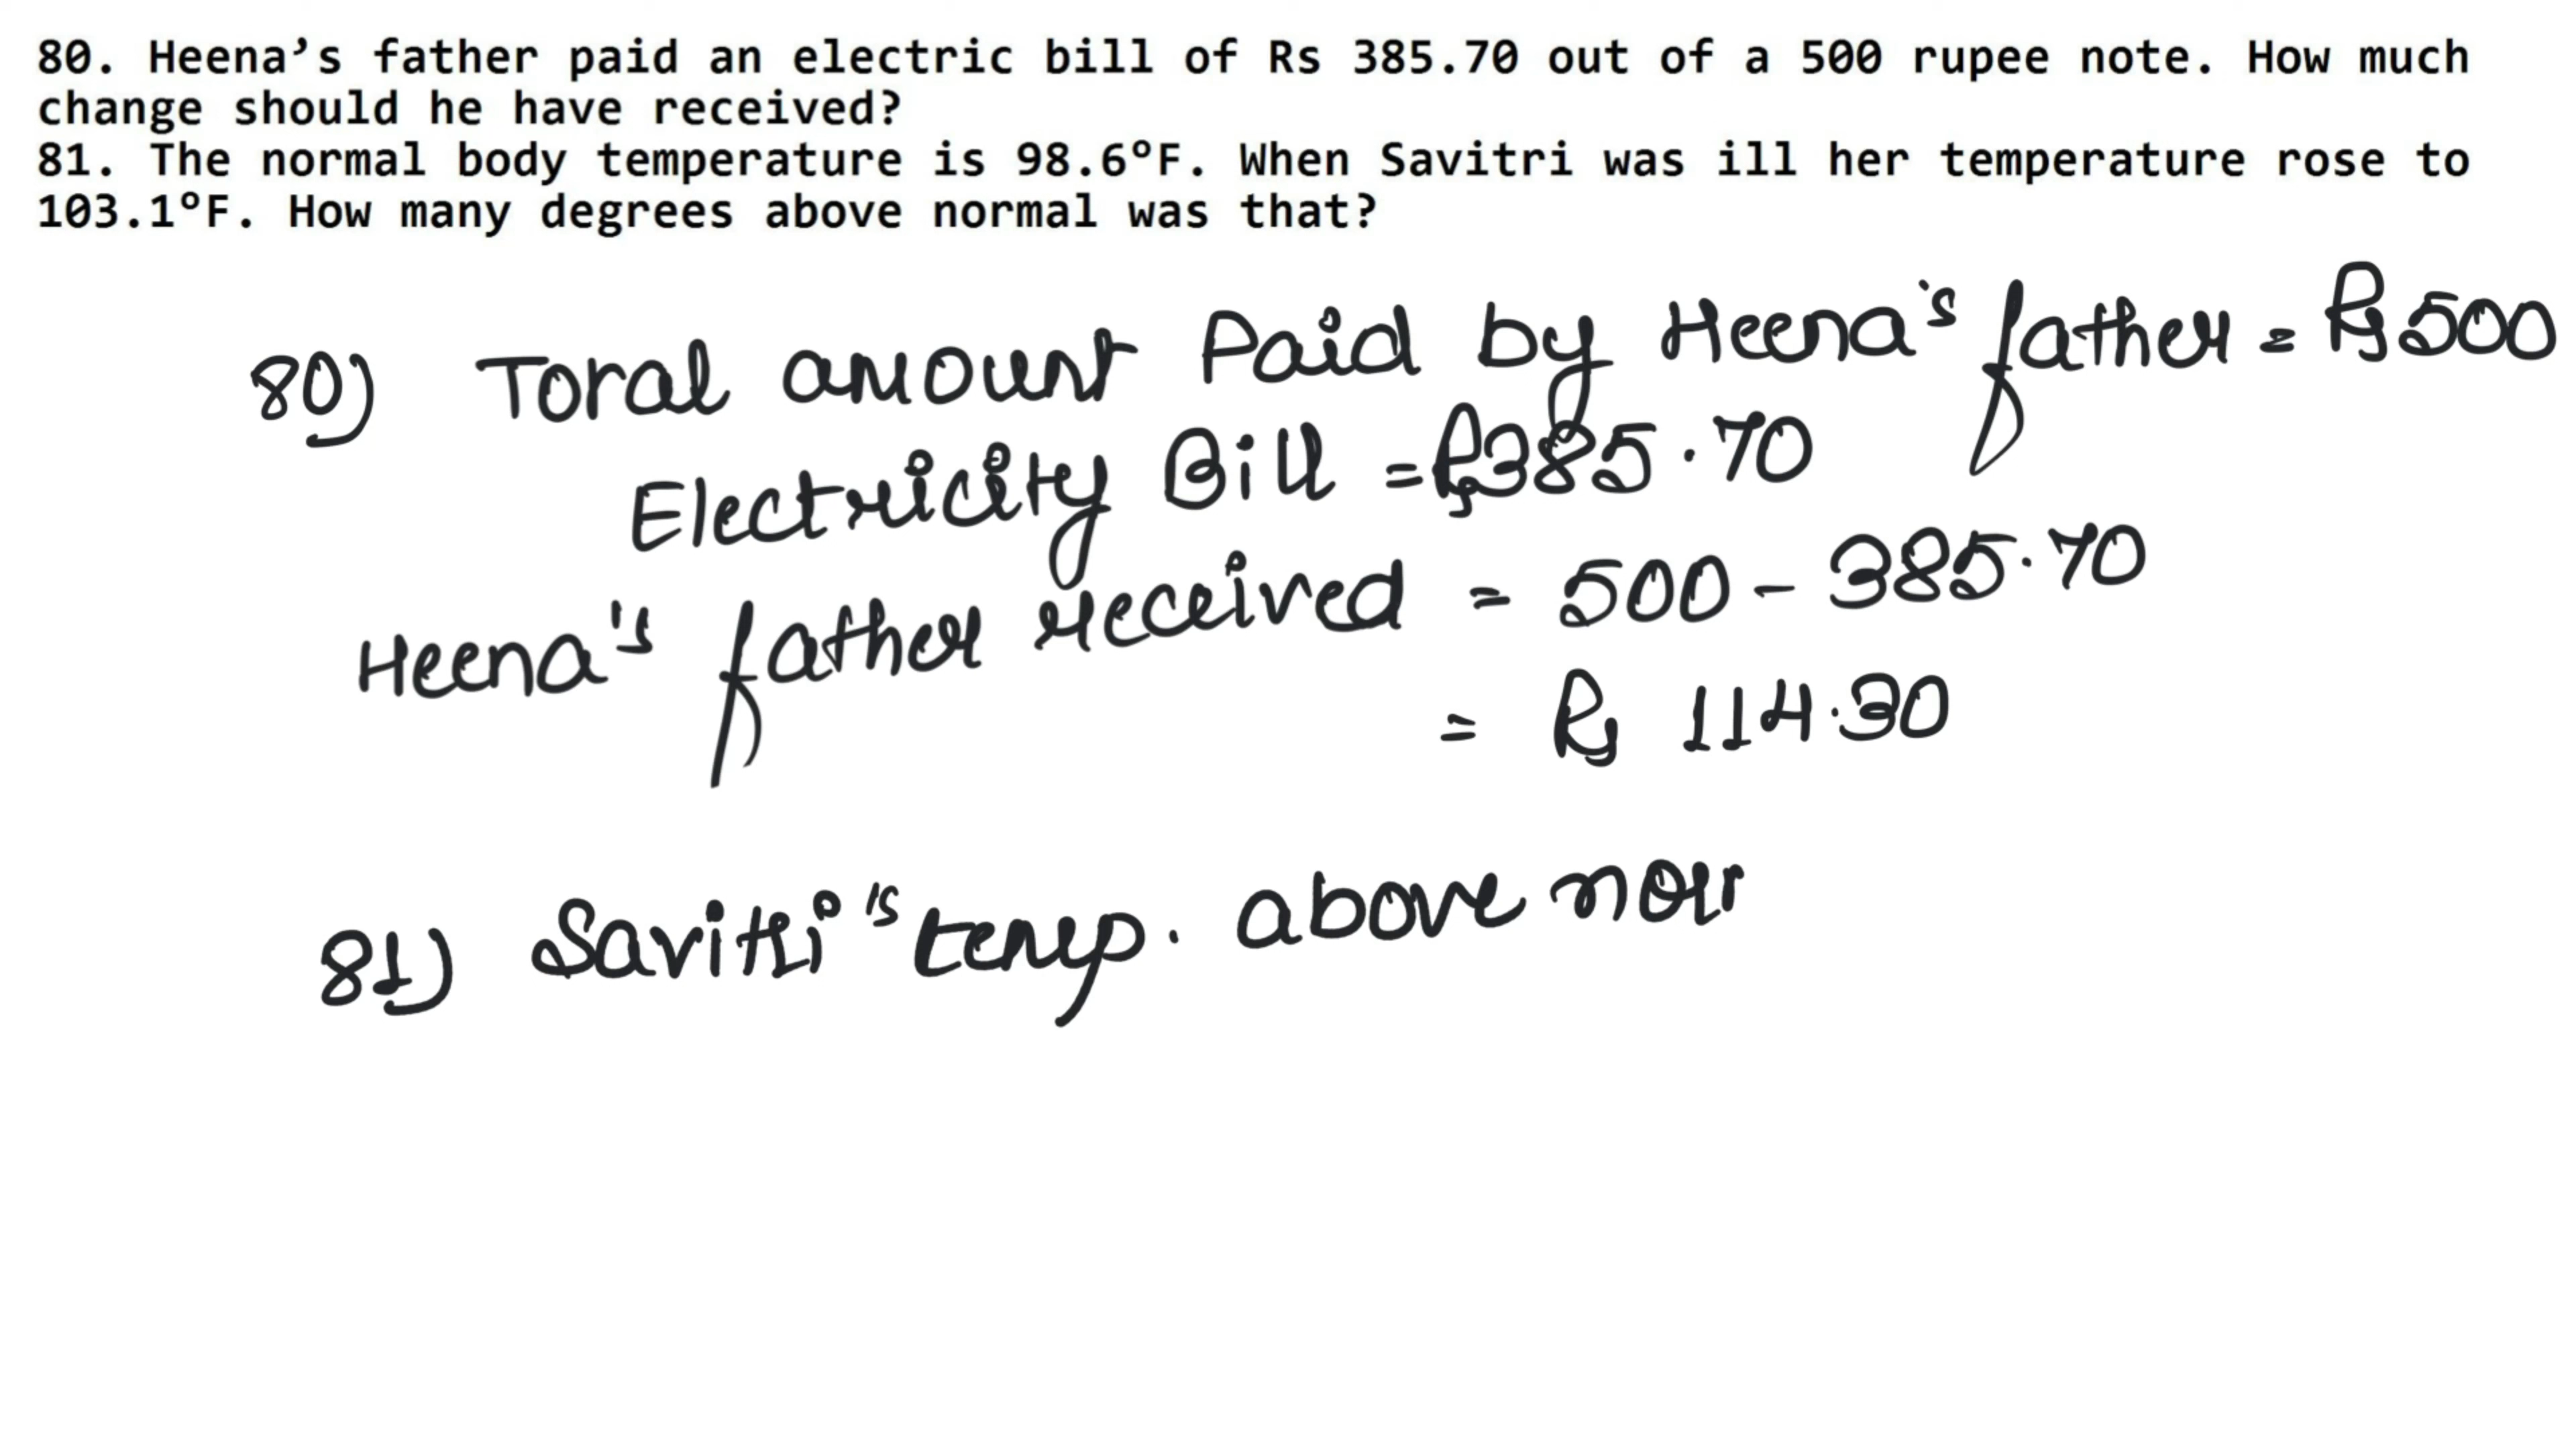 80. Heena’s father paid an electric bill of Rs 385.70 out of a 500 rupee note. How much
change should he have received?
81. The normal body temperature is 98.6°F. When Savitri was ill her temperature rose to
103.1°F. How many degrees above normal was that?
80) Toral amount Paid by Heena's father = Rs 500
Electricity Bill = Rs 385.70
Heena's father received = 500 - 385.70
= Rs 114.30
81) Savitri's temp. above nor